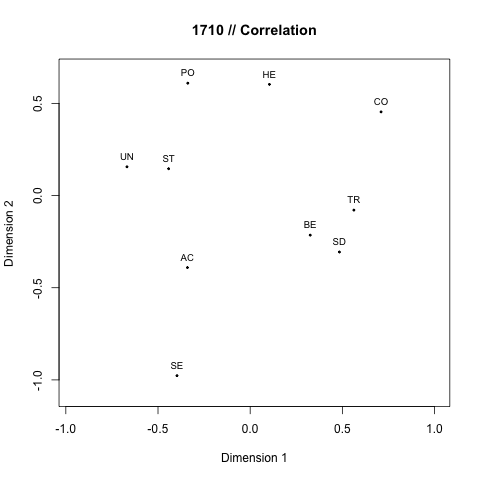 1710 // Correlation
PO
HE
CO
UN
ST
TR
BE
SD
AC
SE
0.5
0.0
-0.5
-1.0
Dimension 2
-1.0
-0.5
0.0
0.5
1.0
Dimension 1